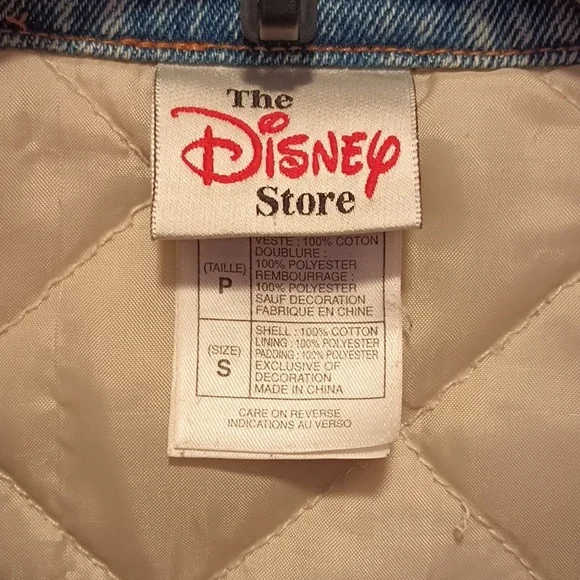 The
Disney
Store
VESTE : 100% COTON
DOUBLURE :
100% POLYESTER
REMBOURRAGE :
100% POLYESTER
SAUF DECORATION
FABRIQUE EN CHINE
(TAILLE)
P
SHELL : 100% COTTON
LINING : 100% POLYESTER
PADDING : 100% POLYESTER
EXCLUSIVE OF
DECORATION
MADE IN CHINA
(SIZE)
S
CARE ON REVERSE
INDICATIONS AU VERSO